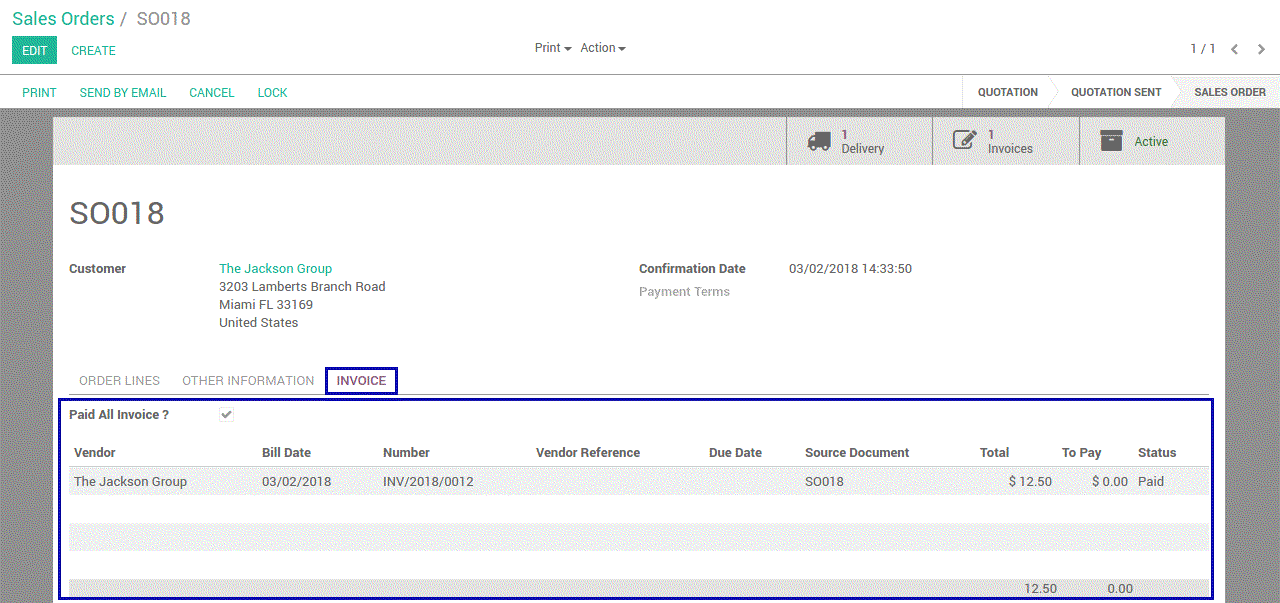 Sales Orders / SO018
EDIT CREATE Print Action 1 / 1
PRINT SEND BY EMAIL CANCEL LOCK QUOTATION QUOTATION SENT SALES ORDER
1 Delivery 1 Invoices Active
SO018
Customer The Jackson Group Confirmation Date 03/02/2018 14:33:50
3203 Lamberts Branch Road Payment Terms
Miami FL 33169
United States
ORDER LINES OTHER INFORMATION INVOICE
Paid All Invoice ?
Vendor Bill Date Number Vendor Reference Due Date Source Document Total To Pay Status
The Jackson Group 03/02/2018 INV/2018/0012 SO018 $ 12.50 $ 0.00 Paid
12.50 0.00